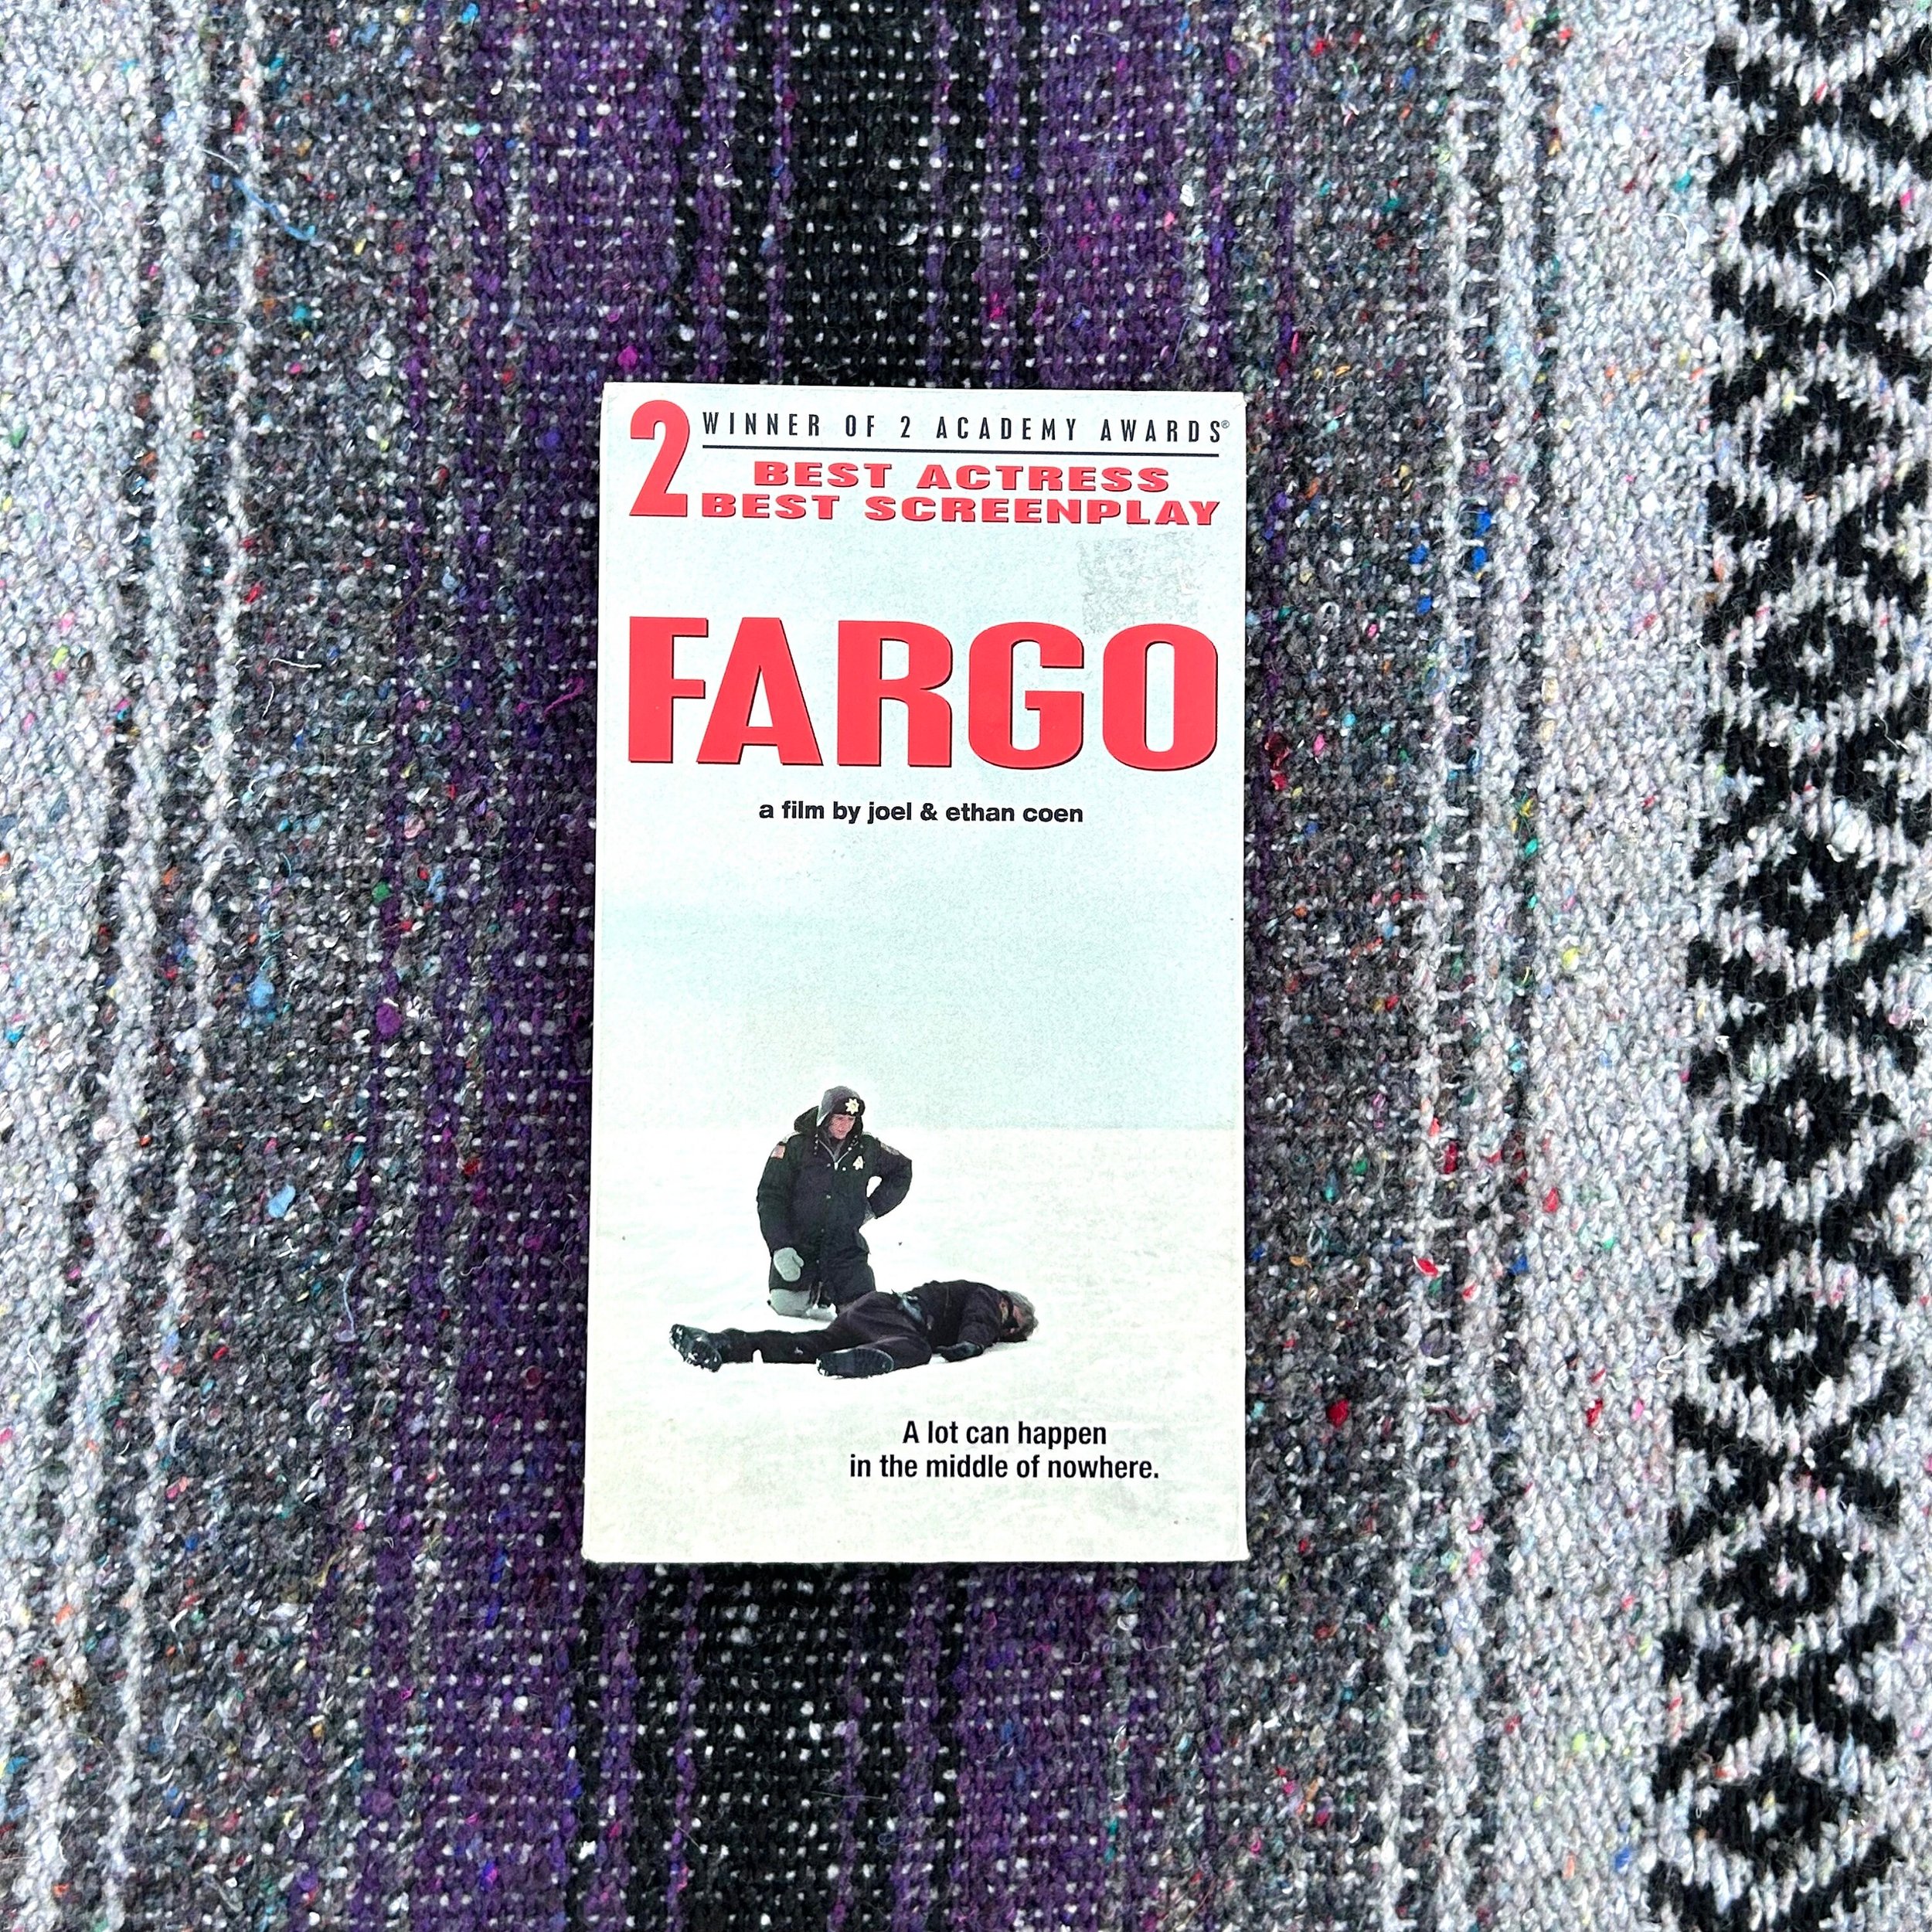 2 WINNER OF 2 ACADEMY AWARDS®
BEST ACTRESS
BEST SCREENPLAY
FARGO
a film by joel & ethan coen
A lot can happen
in the middle of nowhere.